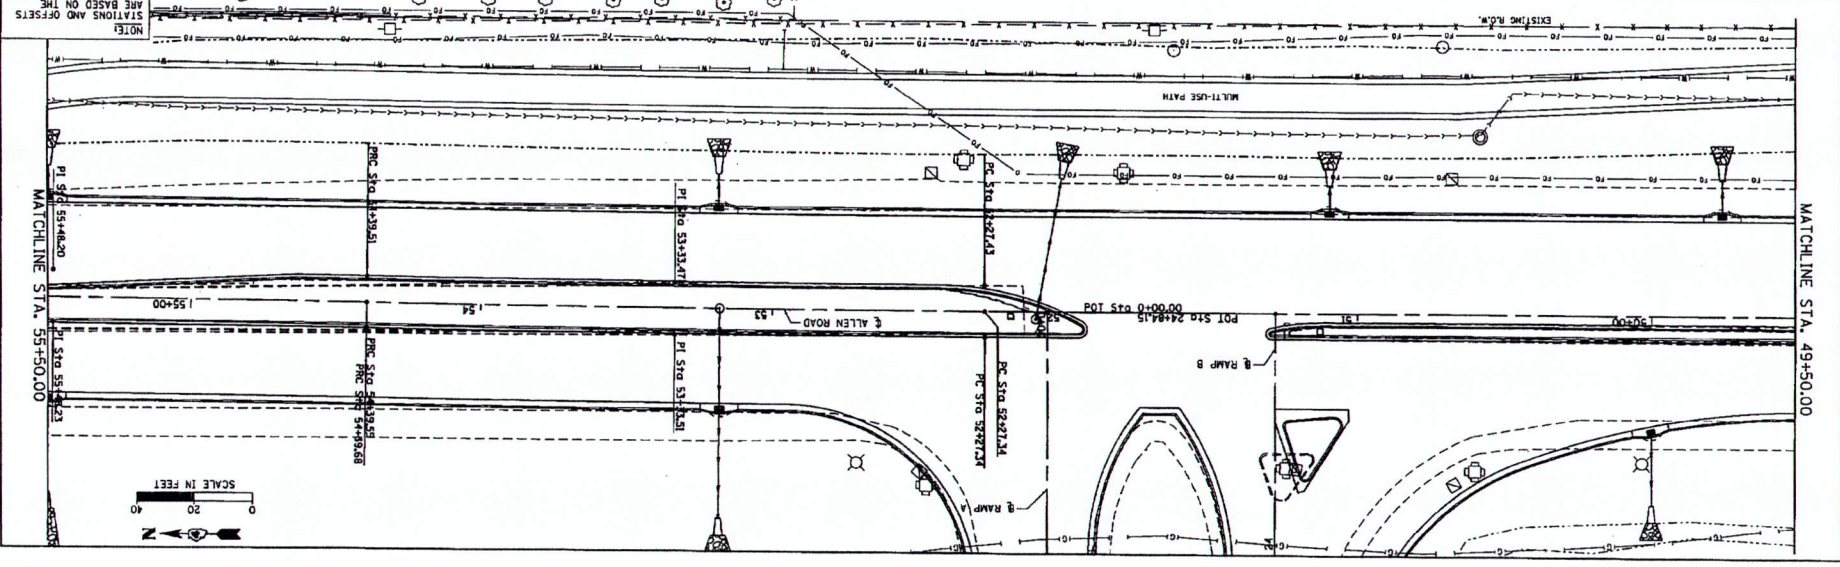 NOTE:
STATIONS AND OFFSETS
ARE BASED ON THE
EXISTING R.O.W.
MULTI-USE PATH
MATCHLINE STA. 55+50.00
MATCHLINE STA. 49+50.00
PI Sta 55+48.20
PRC Sta 54+39.51
PI Sta 53+33.47
PC Sta 52+27.43
55+00
54
53
℄ ALLEN ROAD
52
POT Sta 0+00.00
POT Sta 24+84.15
51
50+00
PRC Sta 54+39.59
PRC Sta 54+39.68
PI Sta 53+33.51
PC Sta 52+27.34
PC Sta 52+27.34
RAMP B
RAMP A
24
SCALE IN FEET
0 20 40
N